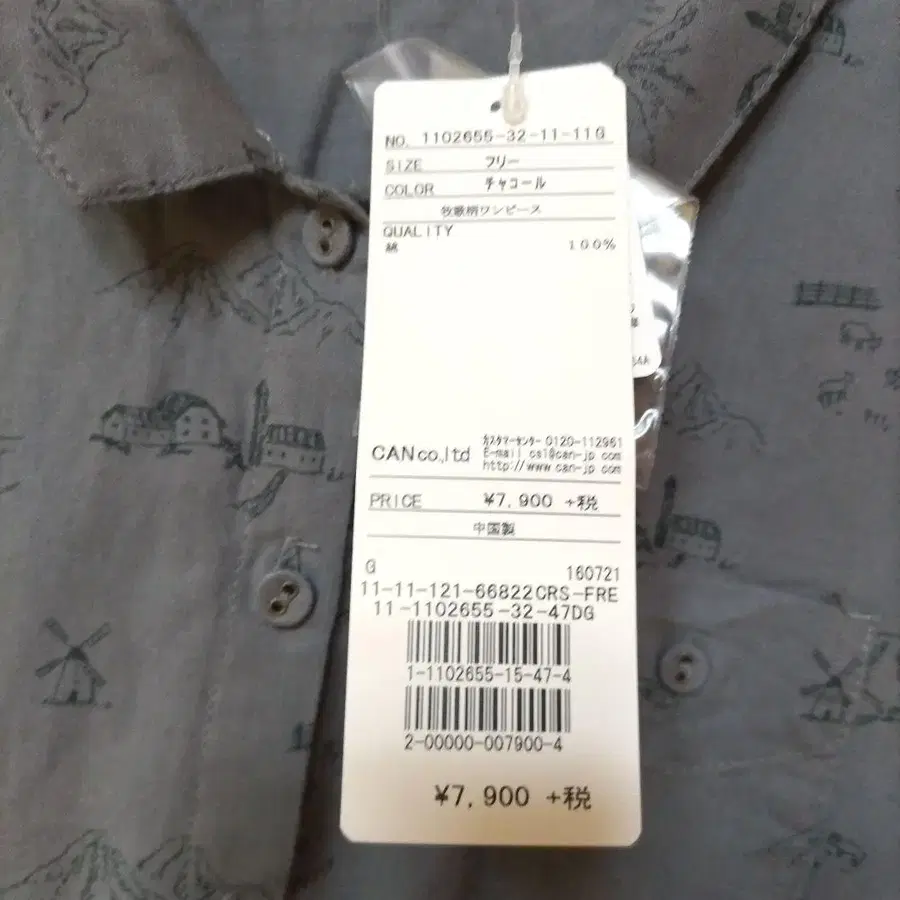 NO. 1102655-32-11-11G
SIZE フリー
COLOR チャコール
牧歌柄ワンピース
QUALITY
綿 100%
CANco.,ltd
カスタマーセンター 0120-112961
E-mail cs1@can-jp com
http://www can-jp com
PRICE ¥7,900 +税
中国製
G 160721
11-11-121-66822CRS-FRE
11-1102655-32-47DG
1-1102655-15-47-4
2-00000-007900-4
¥7,900 +税